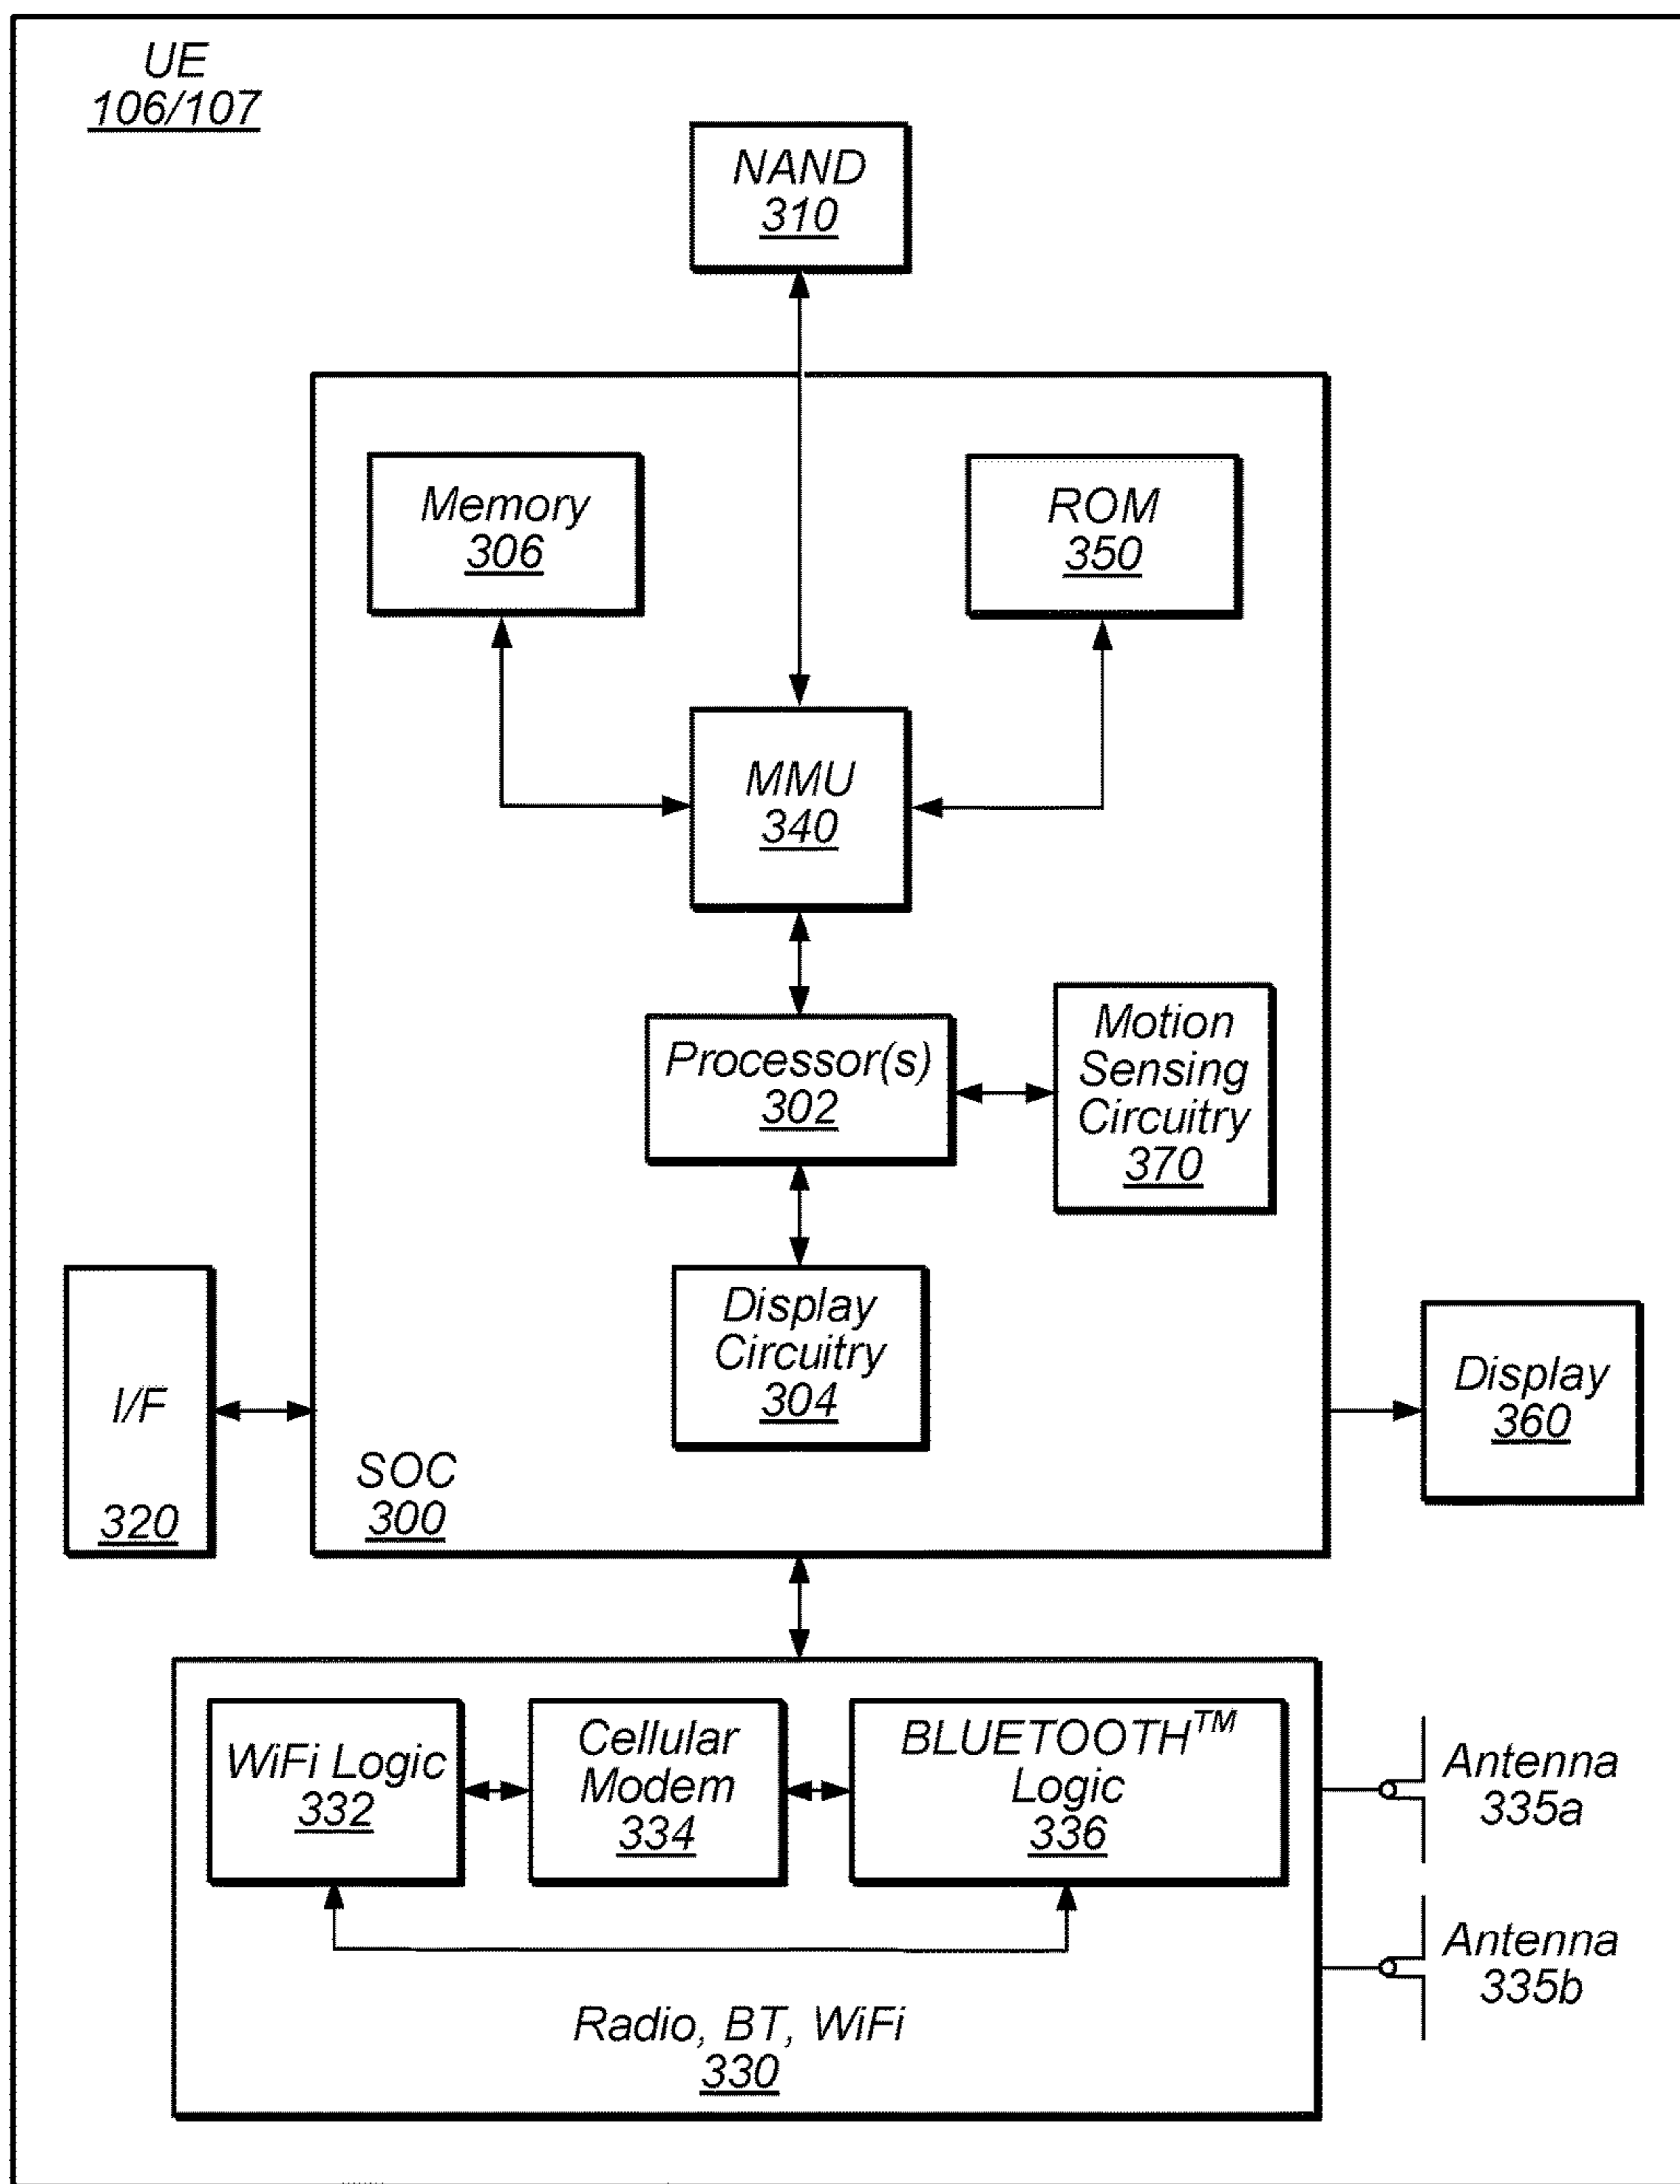 UE
106/107
NAND
310
Memory
306
ROM
350
MMU
340
Processor(s)
302
Motion
Sensing
Circuitry
370
Display
Circuitry
304
I/F
320
SOC
300
Display
360
WiFi Logic
332
Cellular
Modem
334
BLUETOOTH™
Logic
336
Antenna
335a
Antenna
335b
Radio, BT, WiFi
330